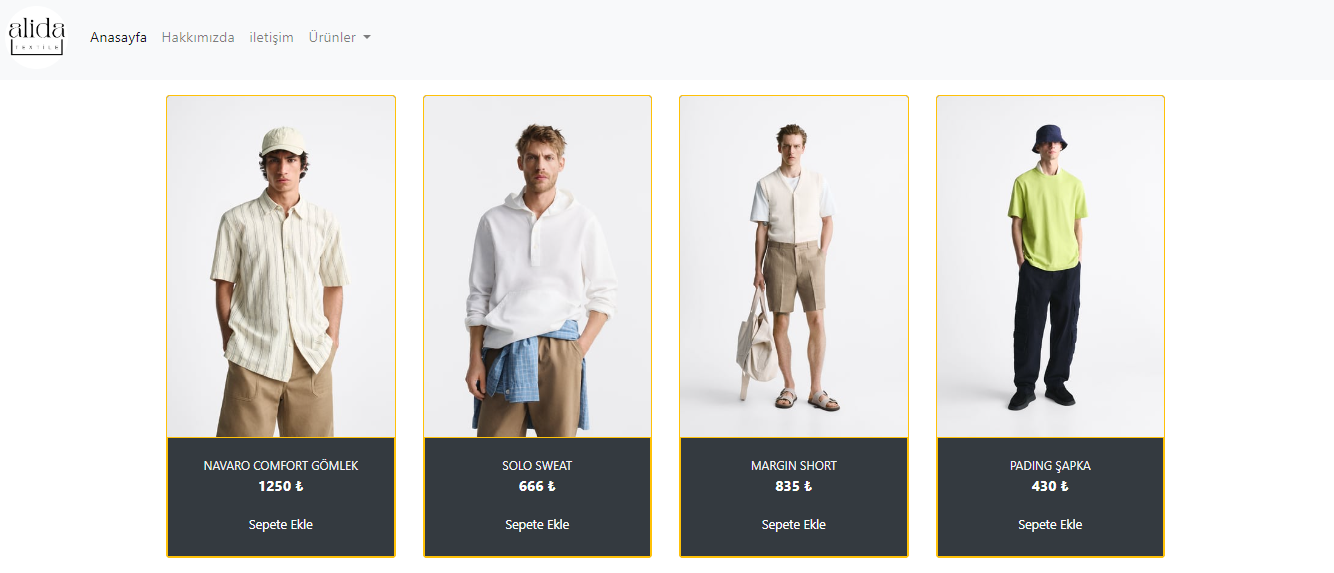 alida
TEXTILE
Anasayfa Hakkımızda iletişim Ürünler
NAVARO COMFORT GÖMLEK
1250 ₺
Sepete Ekle
SOLO SWEAT
666 ₺
Sepete Ekle
MARGIN SHORT
835 ₺
Sepete Ekle
PADING ŞAPKA
430 ₺
Sepete Ekle